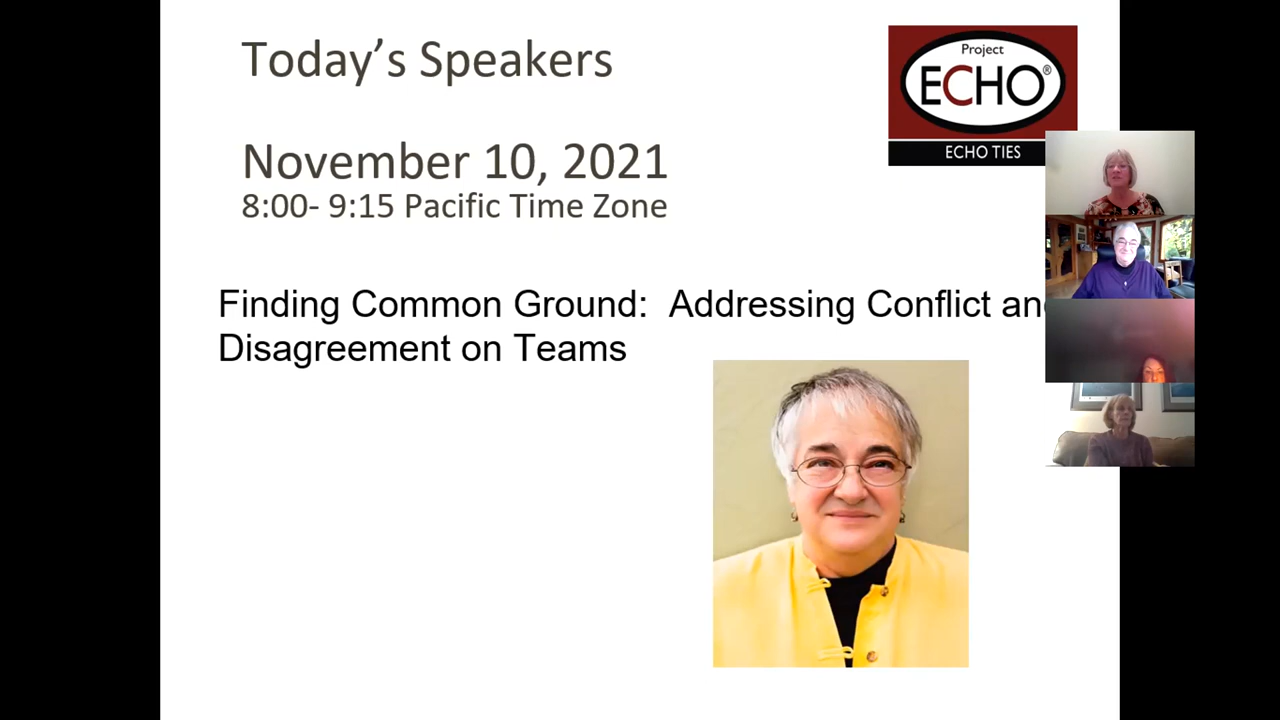 Today's Speakers
Project
ECHO®
ECHO TIES
November 10, 2021
8:00- 9:15 Pacific Time Zone
Finding Common Ground:  Addressing Conflict an
Disagreement on Teams